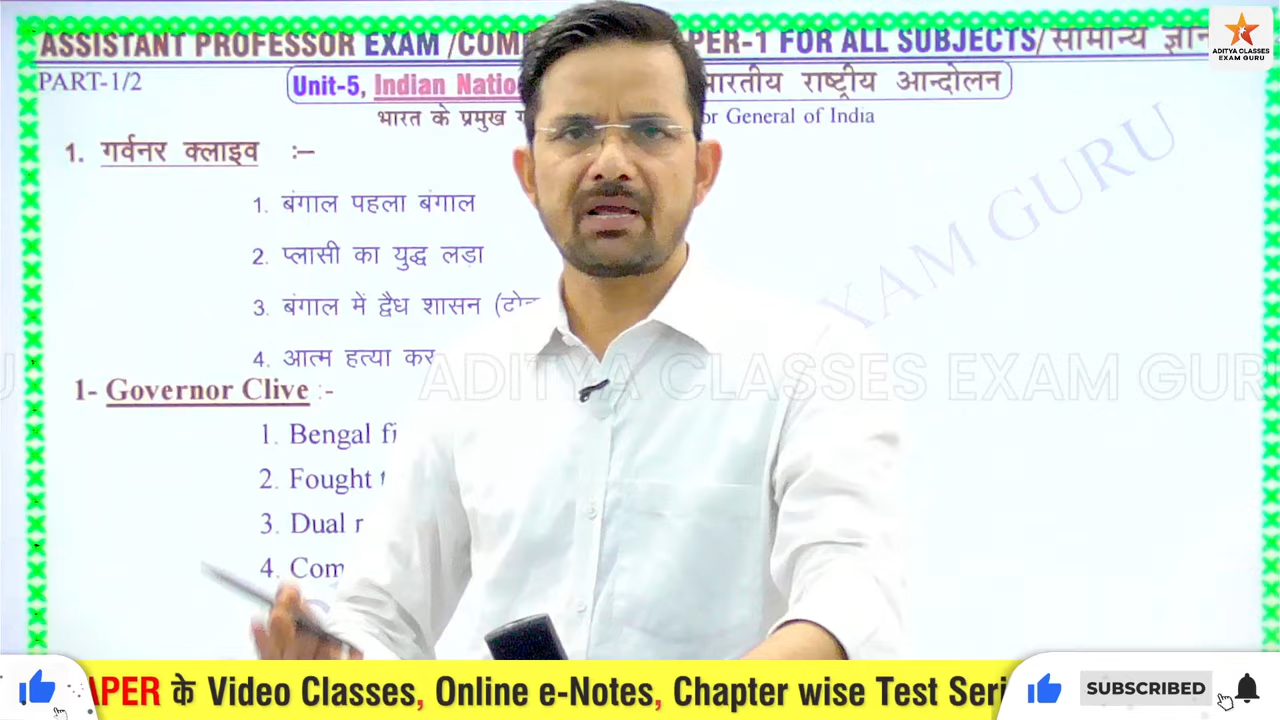 ASSISTANT PROFESSOR EXAM /COM PER-1 FOR ALL SUBJECTS/ सामान्य ज्ञान
ADITYA CLASSES
EXAM GURU
PART-1/2
Unit-5, Indian Natio भारतीय राष्ट्रीय आन्दोलन
भारत के प्रमुख or General of India
1. गर्वनर क्लाइव :–
1. बंगाल पहला बंगाल
2. प्लासी का युद्ध लड़ा
3. बंगाल में द्वैध शासन
4. आत्म हत्या कर
EXAM GURU
ADITYA CLASSES EXAM GURU
1- Governor Clive :-
1. Bengal fi
2. Fought t
3. Dual r
4. Com
APER के Video Classes, Online e-Notes, Chapter wise Test Seri
SUBSCRIBED